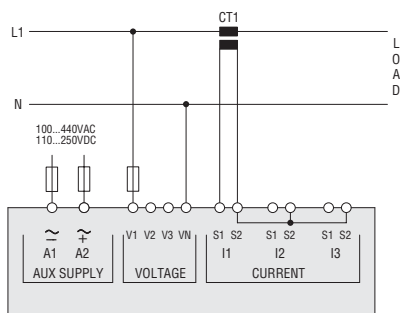 CT1
L1
LOAD
N
100...440VAC
110...250VDC
V1 V2 V3 VN S1 S2 S1 S2 S1 S2
A1 A2 I1 I2 I3
AUX SUPPLY VOLTAGE CURRENT